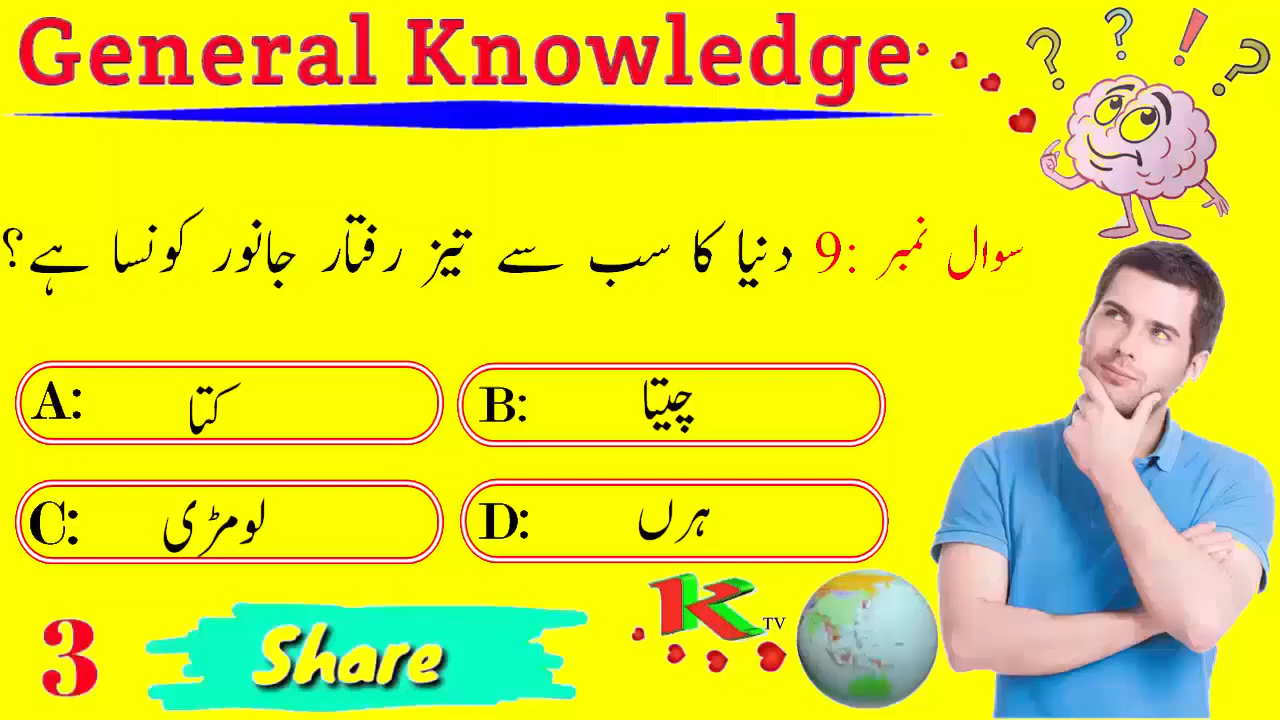 General Knowledge
سوال نمبر :9 دنیا کا سب سے تیز رفتار جانور کونسا ہے؟
A: کتا
B: چیتا
C: لومڑی
D: ہرں
3
Share
K TV